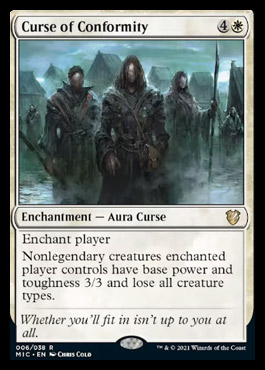 Curse of Conformity 4
Enchantment — Aura Curse
Enchant player
Nonlegendary creatures enchanted
player controls have base power and
toughness 3/3 and lose all creature
types.
Whether you'll fit in isn't up to you at
all.
006/038 R
MIC • EN Chris Cold ™ & © 2021 Wizards of the Coast